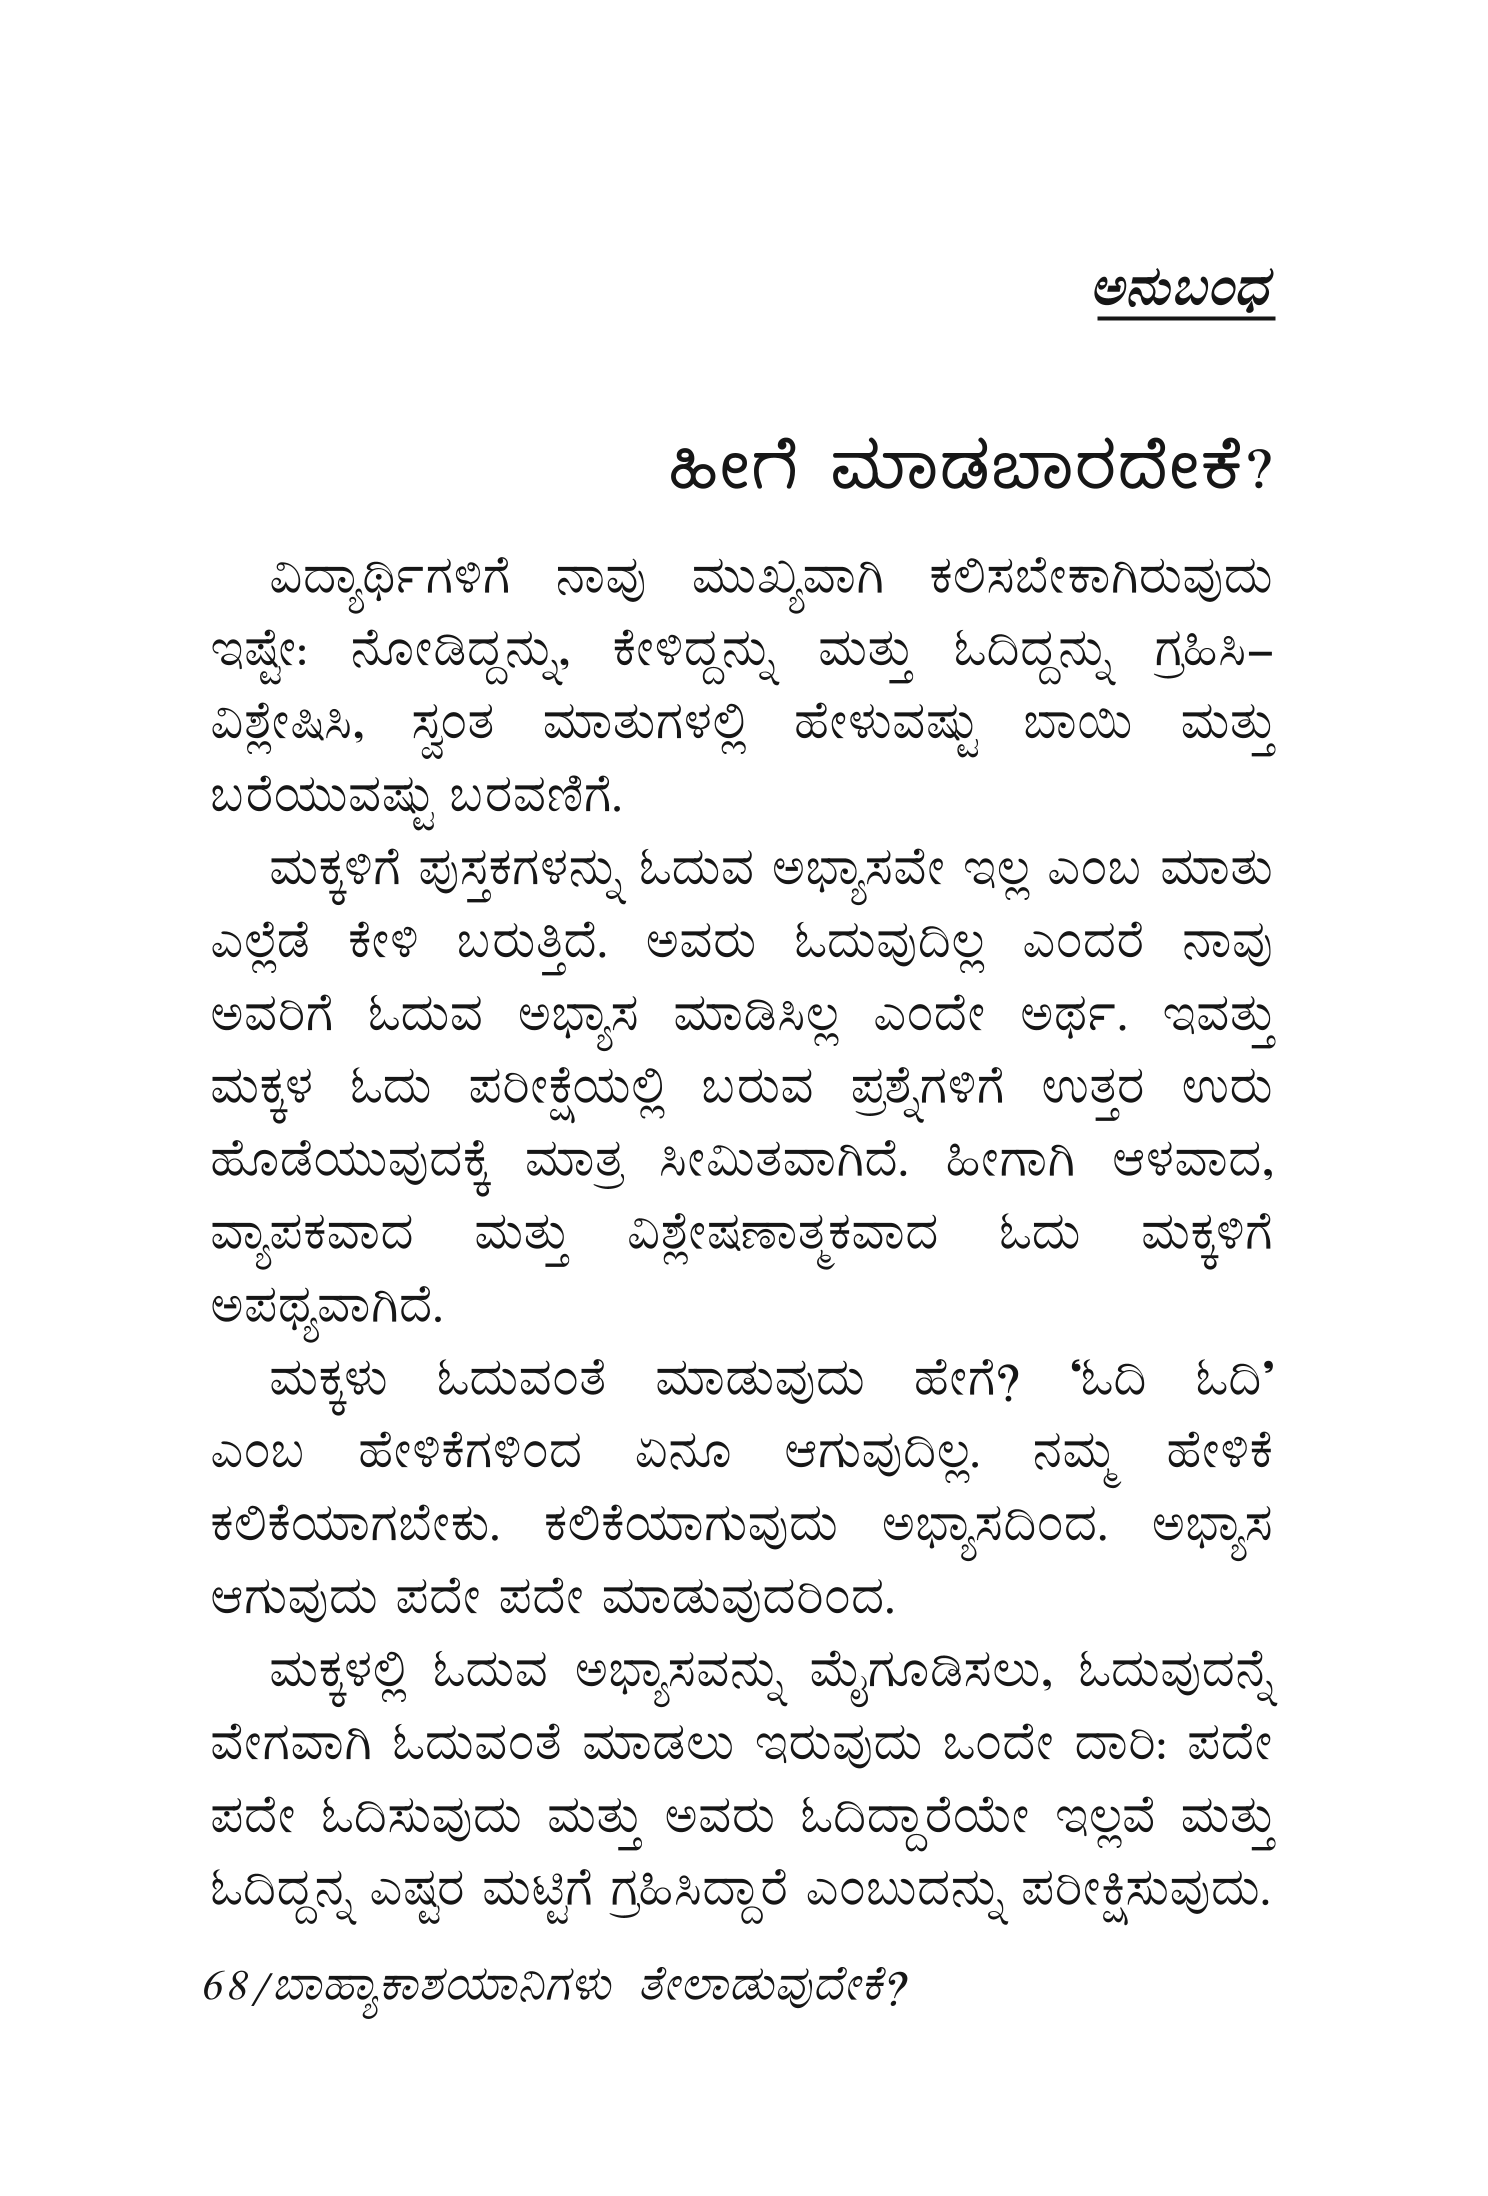 ಅನುಬಂಧ
ಹೀಗೆ ಮಾಡಬಾರದೇಕೆ?
ವಿದ್ಯಾರ್ಥಿಗಳಿಗೆ ನಾವು ಮುಖ್ಯವಾಗಿ ಕಲಿಸಬೇಕಾಗಿರುವುದು
ಇಷ್ಟೇ: ನೋಡಿದ್ದನ್ನು, ಕೇಳಿದ್ದನ್ನು ಮತ್ತು ಓದಿದ್ದನ್ನು ಗ್ರಹಿಸಿ–
ವಿಶ್ಲೇಷಿಸಿ, ಸ್ವಂತ ಮಾತುಗಳಲ್ಲಿ ಹೇಳುವಷ್ಟು ಬಾಯಿ ಮತ್ತು
ಬರೆಯುವಷ್ಟು ಬರವಣಿಗೆ.
ಮಕ್ಕಳಿಗೆ ಪುಸ್ತಕಗಳನ್ನು ಓದುವ ಅಭ್ಯಾಸವೇ ಇಲ್ಲ ಎಂಬ ಮಾತು
ಎಲ್ಲೆಡೆ ಕೇಳಿ ಬರುತ್ತಿದೆ. ಅವರು ಓದುವುದಿಲ್ಲ ಎಂದರೆ ನಾವು
ಅವರಿಗೆ ಓದುವ ಅಭ್ಯಾಸ ಮಾಡಿಸಿಲ್ಲ ಎಂದೇ ಅರ್ಥ. ಇವತ್ತು
ಮಕ್ಕಳ ಓದು ಪರೀಕ್ಷೆಯಲ್ಲಿ ಬರುವ ಪ್ರಶ್ನೆಗಳಿಗೆ ಉತ್ತರ ಉರು
ಹೊಡೆಯುವುದಕ್ಕೆ ಮಾತ್ರ ಸೀಮಿತವಾಗಿದೆ. ಹೀಗಾಗಿ ಆಳವಾದ,
ವ್ಯಾಪಕವಾದ ಮತ್ತು ವಿಶ್ಲೇಷಣಾತ್ಮಕವಾದ ಓದು ಮಕ್ಕಳಿಗೆ
ಅಪಥ್ಯವಾಗಿದೆ.
ಮಕ್ಕಳು ಓದುವಂತೆ ಮಾಡುವುದು ಹೇಗೆ? ‘ಓದಿ ಓದಿ’
ಎಂಬ ಹೇಳಿಕೆಗಳಿಂದ ಏನೂ ಆಗುವುದಿಲ್ಲ. ನಮ್ಮ ಹೇಳಿಕೆ
ಕಲಿಕೆಯಾಗಬೇಕು. ಕಲಿಕೆಯಾಗುವುದು ಅಭ್ಯಾಸದಿಂದ. ಅಭ್ಯಾಸ
ಆಗುವುದು ಪದೇ ಪದೇ ಮಾಡುವುದರಿಂದ.
ಮಕ್ಕಳಲ್ಲಿ ಓದುವ ಅಭ್ಯಾಸವನ್ನು ಮೈಗೂಡಿಸಲು, ಓದುವುದನ್ನೆ
ವೇಗವಾಗಿ ಓದುವಂತೆ ಮಾಡಲು ಇರುವುದು ಒಂದೇ ದಾರಿ: ಪದೇ
ಪದೇ ಓದಿಸುವುದು ಮತ್ತು ಅವರು ಓದಿದ್ದಾರೆಯೇ ಇಲ್ಲವೆ ಮತ್ತು
ಓದಿದ್ದನ್ನ ಎಷ್ಟರ ಮಟ್ಟಿಗೆ ಗ್ರಹಿಸಿದ್ದಾರೆ ಎಂಬುದನ್ನು ಪರೀಕ್ಷಿಸುವುದು.
68/ಬಾಹ್ಯಾಕಾಶಯಾನಿಗಳು ತೇಲಾಡುವುದೇಕೆ?